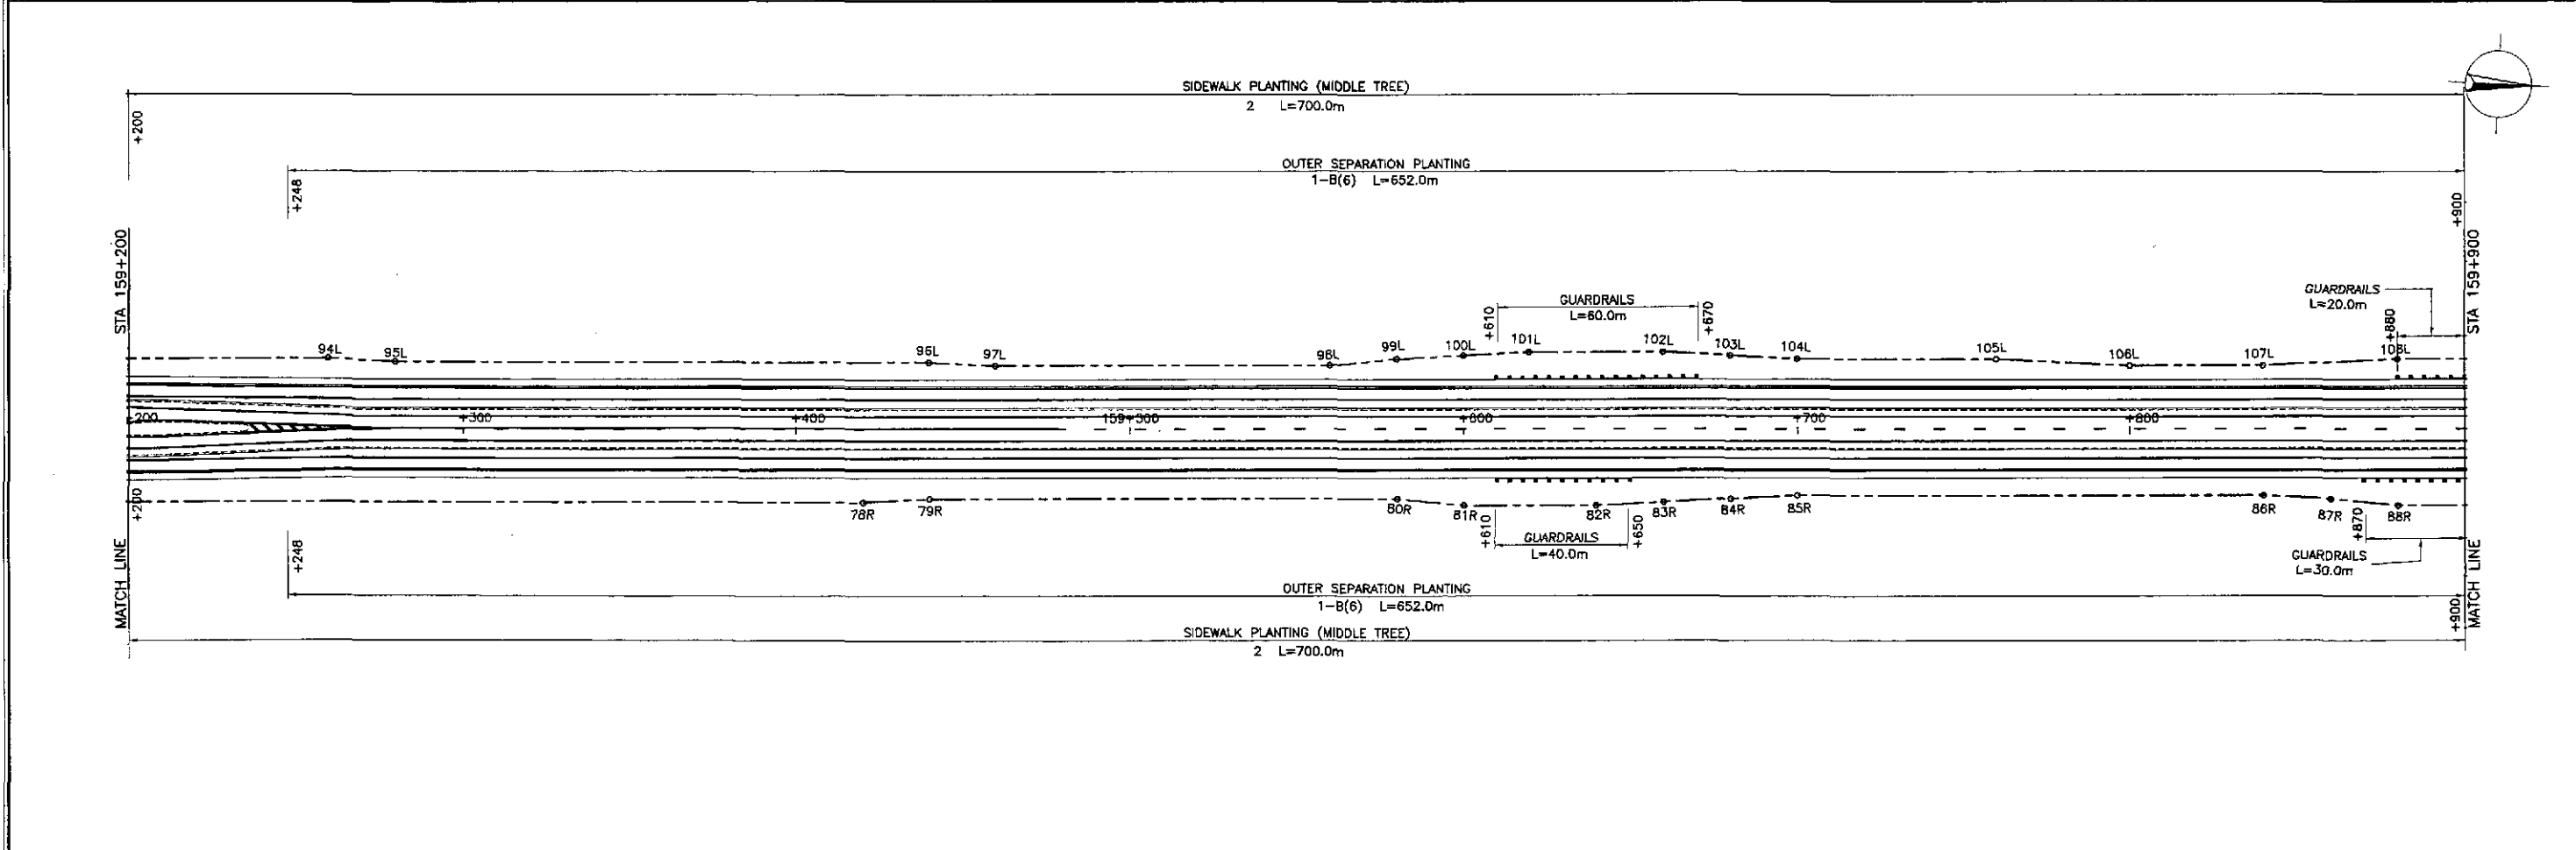 SIDEWALK PLANTING (MIDDLE TREE)
2 L=700.0m
+200
OUTER SEPARATION PLANTING
1-B(6) L=652.0m
+248
+900
STA 159+200
STA 159+900
GUARDRAILS
L=60.0m
+610
+670
GUARDRAILS
L=20.0m
+880
94L
95L
96L
97L
98L
99L
100L
101L
102L
103L
104L
105L
106L
107L
108L
+200
+300
+400
159+500
+600
+700
+800
+200
78R
79R
80R
81R
82R
83R
84R
85R
86R
87R
88R
+610
GUARDRAILS
L=40.0m
+650
+870
GUARDRAILS
L=30.0m
+248
MATCH LINE
MATCH LINE
OUTER SEPARATION PLANTING
1-B(6) L=652.0m
+900
SIDEWALK PLANTING (MIDDLE TREE)
2 L=700.0m